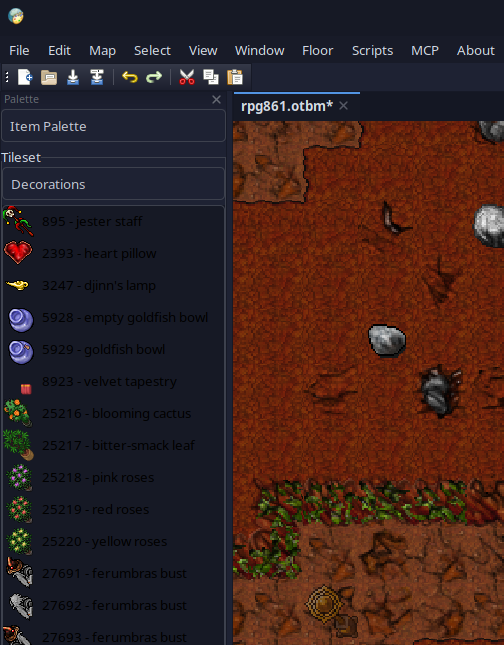 File Edit Map Select View Window Floor Scripts MCP About
Palette
Item Palette
Tileset
Decorations
895 - jester staff
2393 - heart pillow
3247 - djinn's lamp
5928 - empty goldfish bowl
5929 - goldfish bowl
8923 - velvet tapestry
25216 - blooming cactus
25217 - bitter-smack leaf
25218 - pink roses
25219 - red roses
25220 - yellow roses
27691 - ferumbras bust
27692 - ferumbras bust
27693 - ferumbras bust
rpg861.otbm*